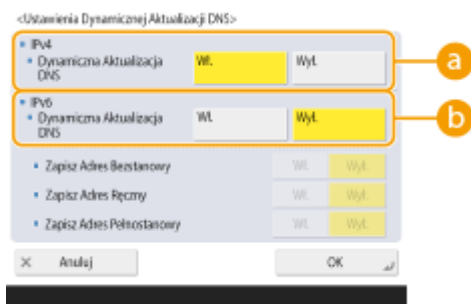 <Ustawienia Dynamicznej Aktualizacji DNS>
IPv4
Dynamiczna Aktualizacja DNS Wł. Wył.
a
IPv6
Dynamiczna Aktualizacja DNS Wł. Wył.
b
Zapisz Adres Bezstanowy Wł. Wył.
Zapisz Adres Ręczny Wł. Wył.
Zapisz Adres Pełnostanowy Wł. Wył.
× Anuluj OK